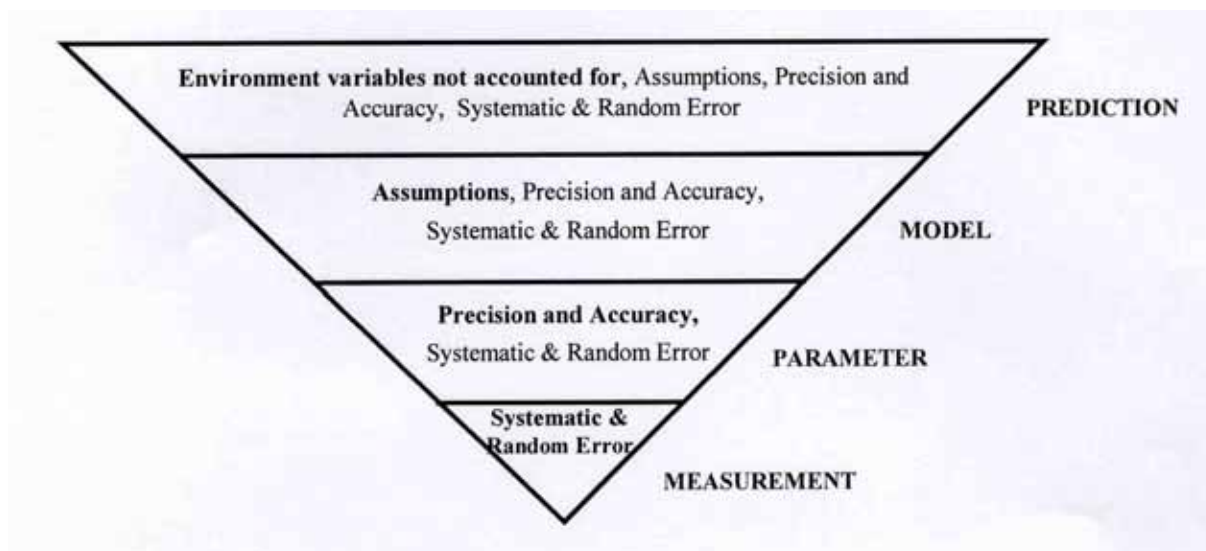 Environment variables not accounted for, Assumptions, Precision and
Accuracy, Systematic & Random Error
PREDICTION
Assumptions, Precision and Accuracy,
Systematic & Random Error
MODEL
Precision and Accuracy,
Systematic & Random Error
PARAMETER
Systematic &
Random Error
MEASUREMENT